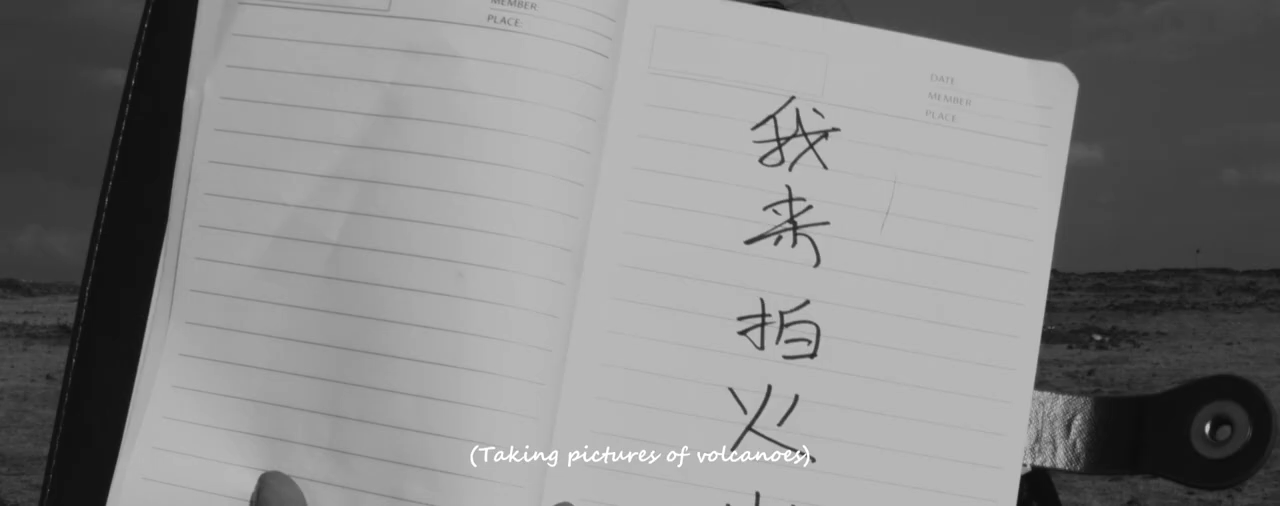 MEMBER:
PLACE:
DATE:
MEMBER
PLACE
我来拍火
(Taking pictures of volcanoes)